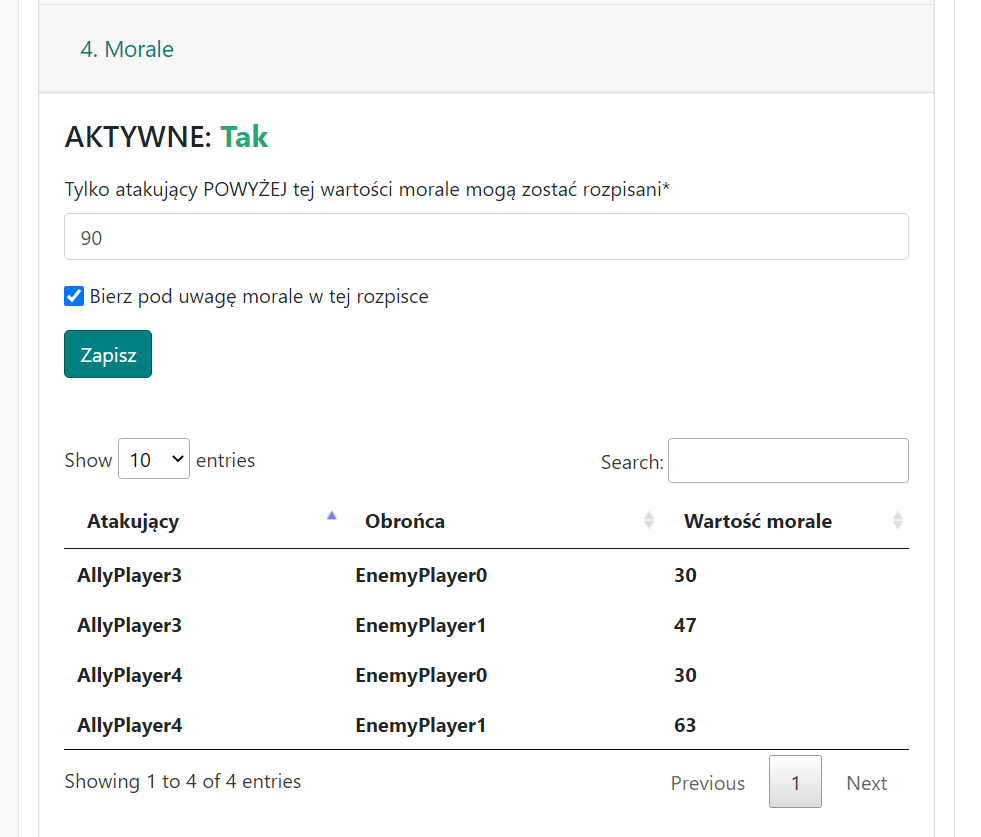 4. Morale
AKTYWNE: Tak
Tylko atakujący POWYŻEJ tej wartości morale mogą zostać rozpisani*
90
Bierz pod uwagę morale w tej rozpisce
Zapisz
Show 10 entries Search:
Atakujący Obrońca Wartość morale
AllyPlayer3 EnemyPlayer0 30
AllyPlayer3 EnemyPlayer1 47
AllyPlayer4 EnemyPlayer0 30
AllyPlayer4 EnemyPlayer1 63
Showing 1 to 4 of 4 entries Previous 1 Next